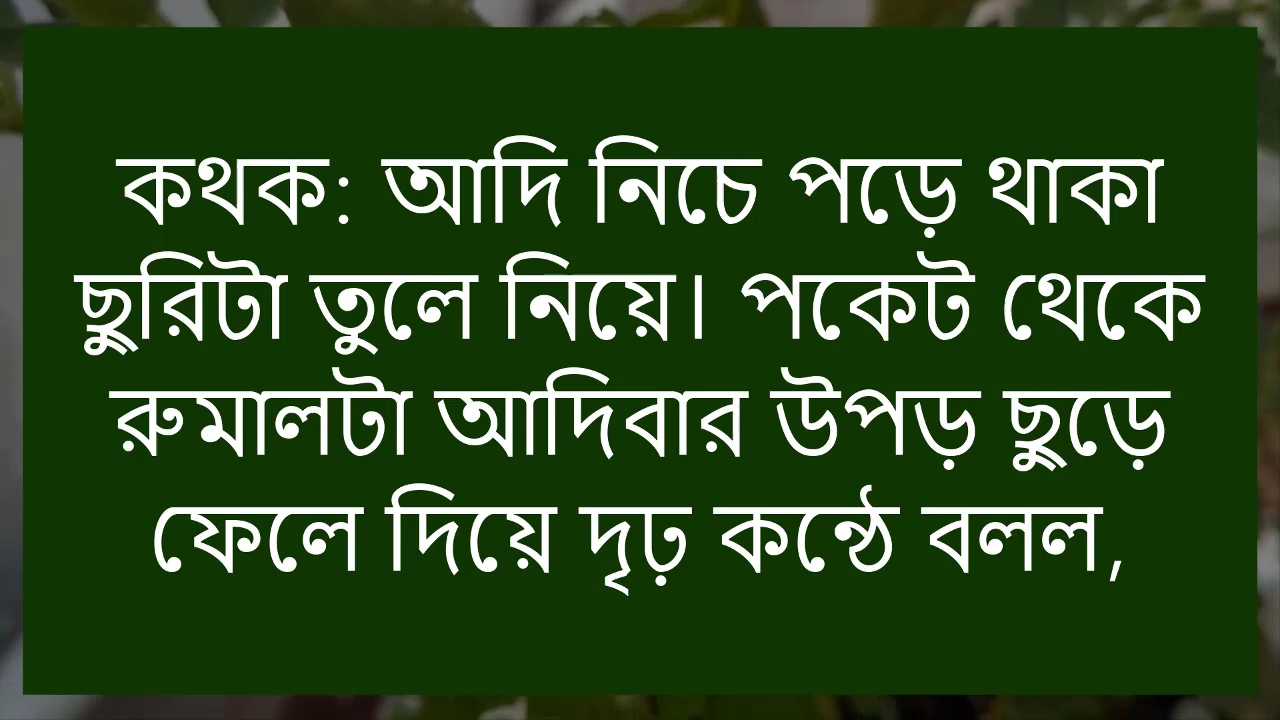 কথক: আদি নিচে পড়ে থাকা
ছুরিটা তুলে নিয়ে। পকেট থেকে
রুমালটা আদিবার উপড় ছুড়ে
ফেলে দিয়ে দৃঢ় কন্ঠে বলল,